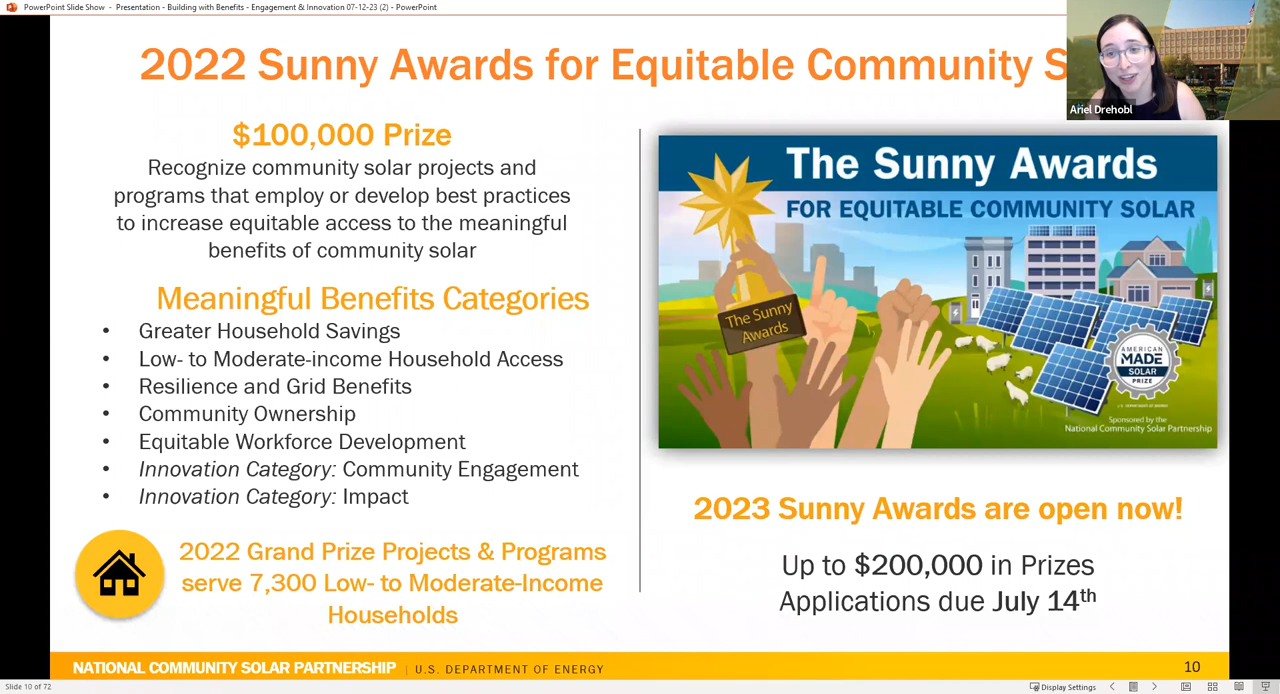 PowerPoint Slide Show - Presentation - Building with Benefits - Engagement & Innovation 07-12-23 (2) - PowerPoint
2022 Sunny Awards for Equitable Community S
Ariel Drehobl
$100,000 Prize
Recognize community solar projects and
programs that employ or develop best practices
to increase equitable access to the meaningful
benefits of community solar
Meaningful Benefits Categories
• Greater Household Savings
• Low- to Moderate-income Household Access
• Resilience and Grid Benefits
• Community Ownership
• Equitable Workforce Development
• Innovation Category: Community Engagement
• Innovation Category: Impact
2022 Grand Prize Projects & Programs
serve 7,300 Low- to Moderate-Income
Households
The Sunny Awards
FOR EQUITABLE COMMUNITY SOLAR
The Sunny
Awards
AMERICAN
MADE
SOLAR
PRIZE
U.S. DEPARTMENT OF ENERGY
Sponsored by the
National Community Solar Partnership
2023 Sunny Awards are open now!
Up to $200,000 in Prizes
Applications due July 14th
NATIONAL COMMUNITY SOLAR PARTNERSHIP | U.S. DEPARTMENT OF ENERGY
10
Slide 10 of 72
Display Settings